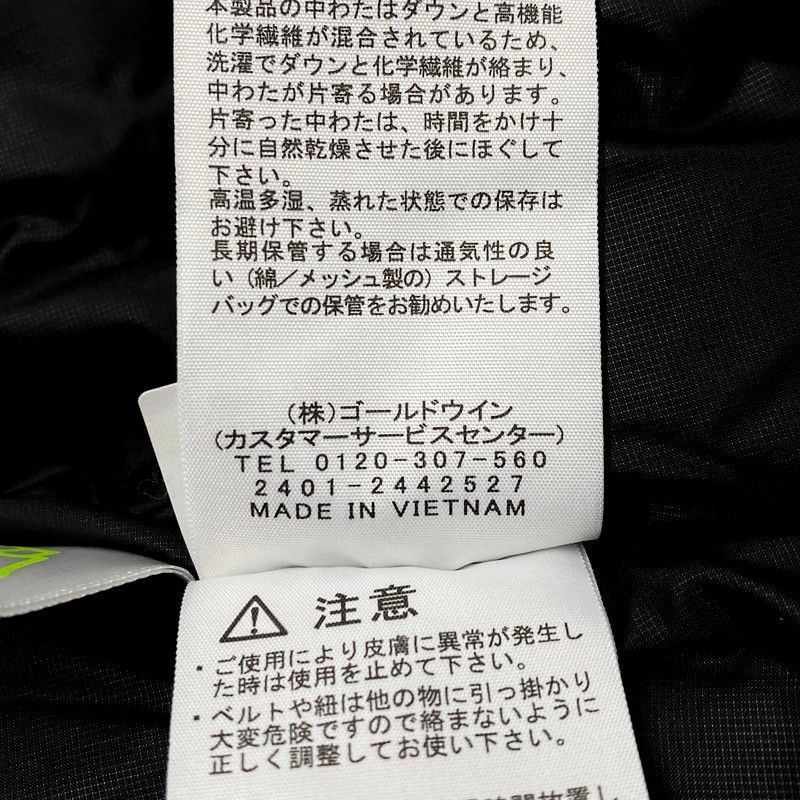 本製品の中わたはダウンと高機能
化学繊維が混合されているため、
洗濯でダウンと化学繊維が絡まり、
中わたが片寄る場合があります。
片寄った中わたは、時間をかけ十
分に自然乾燥させた後にほぐして
下さい。
高温多湿、蒸れた状態での保存は
お避け下さい。
長期保管する場合は通気性の良
い（綿／メッシュ製の）ストレージ
バッグでの保管をお勧めいたします。
（株）ゴールドウイン
（カスタマーサービスセンター）
TEL 0120-307-560
2401-2442527
MADE IN VIETNAM
注意
・ご使用により皮膚に異常が発生し
た時は使用を止めて下さい。
・ベルトや紐は他の物に引っ掛かり
大変危険ですので絡まないように
正しく調整してお使い下さい。
時間放置し